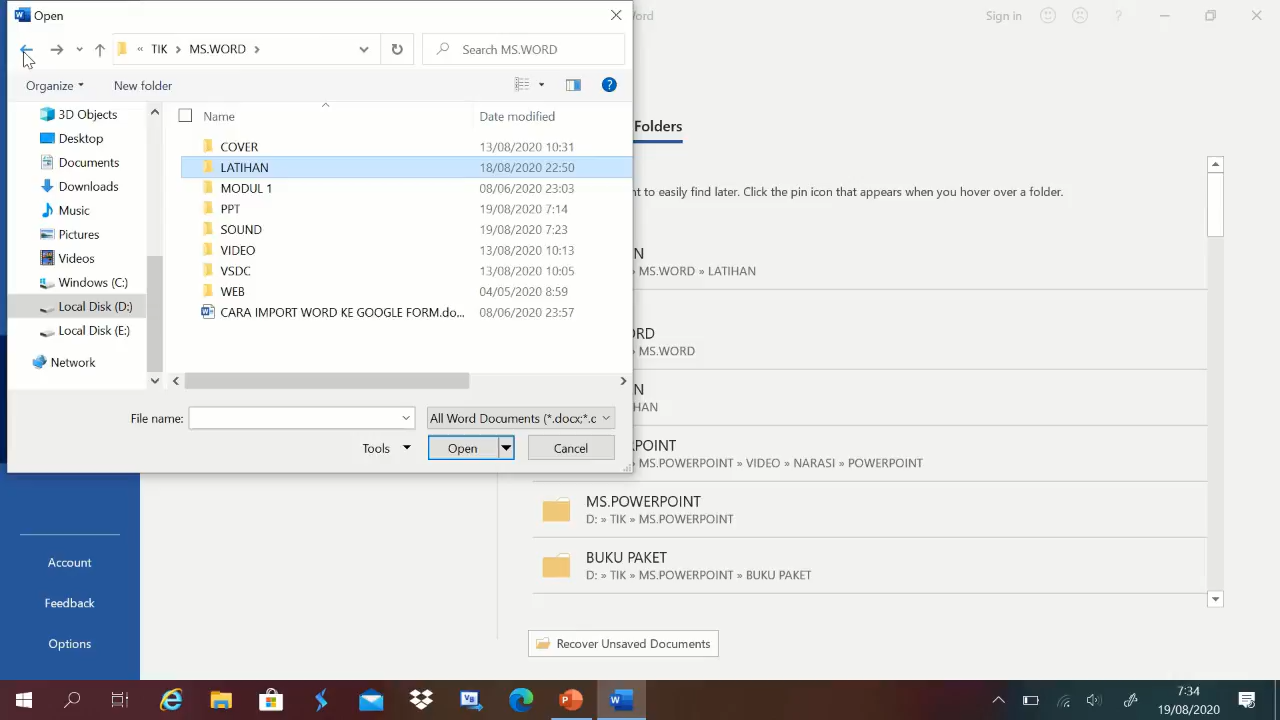 Open
Word
Sign in
?
« TIK > MS.WORD >
Search MS.WORD
Organize
New folder
?
Folders
Name
Date modified
3D Objects
Desktop
Documents
Downloads
Music
Pictures
Videos
Windows (C:)
Local Disk (D:)
Local Disk (E:)
Network
COVER 13/08/2020 10:31
LATIHAN 18/08/2020 22:50
MODUL 1 08/06/2020 23:03
PPT 19/08/2020 7:14
SOUND 19/08/2020 7:23
VIDEO 13/08/2020 10:13
VSDC 13/08/2020 10:05
WEB 04/05/2020 8:59
CARA IMPORT WORD KE GOOGLE FORM.do... 08/06/2020 23:57
File name:
All Word Documents (*.docx;*.c
Tools
Open
Cancel
nt to easily find later. Click the pin icon that appears when you hover over a folder.
N
» MS.WORD » LATIHAN
RD
» MS.WORD
N
HAN
POINT
» MS.POWERPOINT » VIDEO » NARASI » POWERPOINT
MS.POWERPOINT
D: » TIK » MS.POWERPOINT
BUKU PAKET
D: » TIK » MS.POWERPOINT » BUKU PAKET
Account
Feedback
Options
Recover Unsaved Documents
7:34
19/08/2020